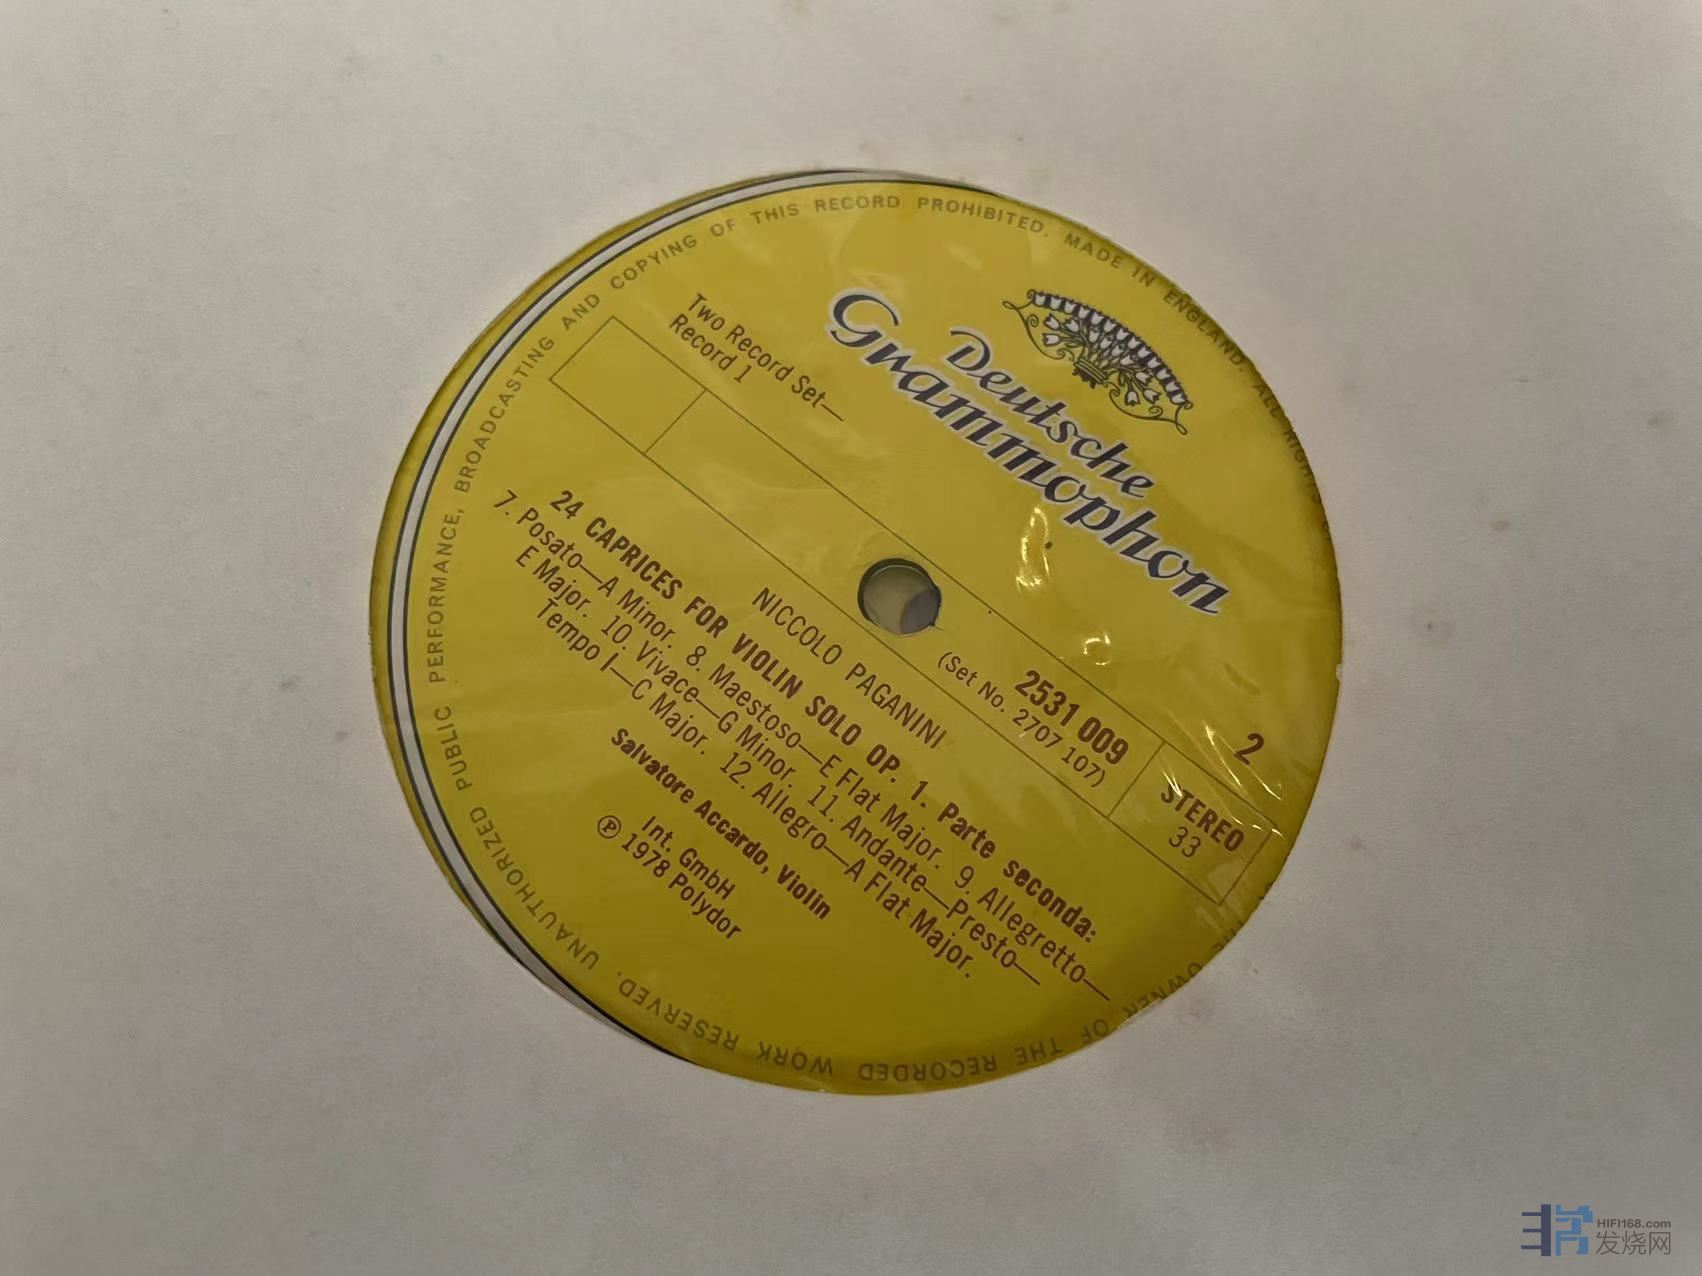 Deutsche
Grammophon
Two Record Set—
Record 1
2
STEREO
33
2531 009
(Set No. 2707 107)
NICCOLO PAGANINI
24 CAPRICES FOR VIOLIN SOLO OP. 1. Parte seconda:
7. Posato—A Minor. 8. Maestoso—E Flat Major. 9. Allegretto—
E Major. 10. Vivace—G Minor. 11. Andante—Presto—
Tempo I—C Major. 12. Allegro—A Flat Major.
Salvatore Accardo, Violin
Int. GmbH
℗ 1978 Polydor
MADE IN ENGLAND. ALL RIGHTS OWNER OF THE RECORDED WORK RESERVED. UNAUTHORIZED PUBLIC PERFORMANCE, BROADCASTING AND COPYING OF THIS RECORD PROHIBITED.
HIFI168.com
发烧网